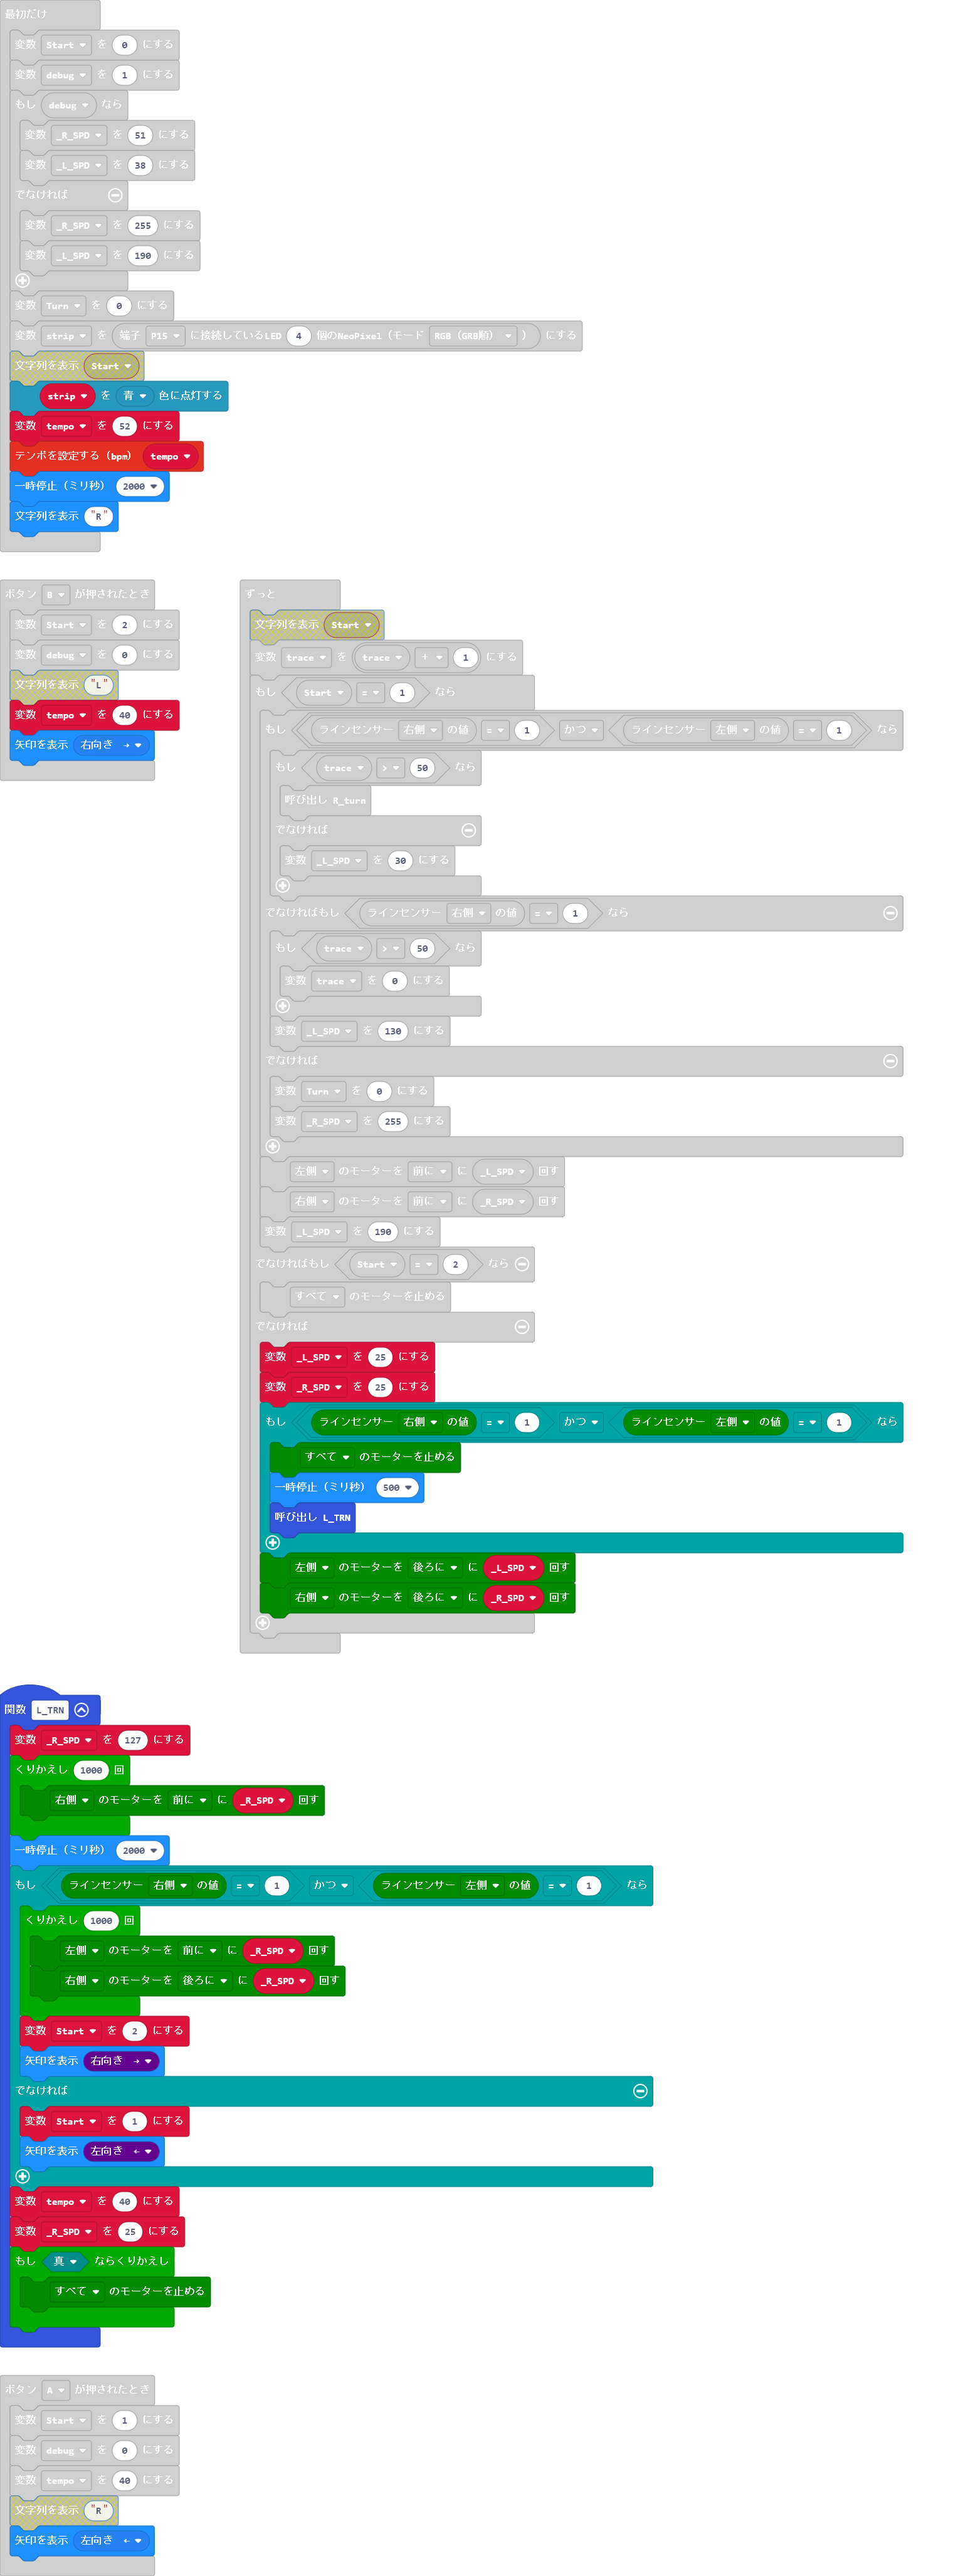 最初だけ
変数 Start を 0 にする
変数 debug を 1 にする
もし debug なら
変数 _R_SPD を 51 にする
変数 _L_SPD を 38 にする
でなければ
変数 _R_SPD を 255 にする
変数 _L_SPD を 190 にする
変数 Turn を 0 にする
変数 strip を 端子 P15 に接続しているLED 4 個のNeoPixel（モード RGB（GRB順） ） にする
文字列を表示 Start
strip を 青 色に点灯する
変数 tempo を 52 にする
テンポを設定する（bpm） tempo
一時停止（ミリ秒） 2000
文字列を表示 "R"
ボタン B が押されたとき
変数 Start を 2 にする
変数 debug を 0 にする
文字列を表示 "L"
変数 tempo を 40 にする
矢印を表示 右向き →
ずっと
文字列を表示 Start
変数 trace を trace + 1 にする
もし Start = 1 なら
もし ラインセンサー 右側 の値 = 1 かつ ラインセンサー 左側 の値 = 1 なら
もし trace > 50 なら
呼び出し R_turn
でなければ
変数 _L_SPD を 30 にする
でなければもし ラインセンサー 右側 の値 = 1 なら
もし trace > 50 なら
変数 trace を 0 にする
変数 _L_SPD を 130 にする
でなければ
変数 Turn を 0 にする
変数 _R_SPD を 255 にする
左側 のモーターを 前に に _L_SPD 回す
右側 のモーターを 前に に _R_SPD 回す
変数 _L_SPD を 190 にする
でなければもし Start = 2 なら
すべて のモーターを止める
でなければ
変数 _L_SPD を 25 にする
変数 _R_SPD を 25 にする
もし ラインセンサー 右側 の値 = 1 かつ ラインセンサー 左側 の値 = 1 なら
すべて のモーターを止める
一時停止（ミリ秒） 500
呼び出し L_TRN
左側 のモーターを 後ろに に _L_SPD 回す
右側 のモーターを 後ろに に _R_SPD 回す
関数 L_TRN
変数 _R_SPD を 127 にする
くりかえし 1000 回
右側 のモーターを 前に に _R_SPD 回す
一時停止（ミリ秒） 2000
もし ラインセンサー 右側 の値 = 1 かつ ラインセンサー 左側 の値 = 1 なら
くりかえし 1000 回
左側 のモーターを 前に に _R_SPD 回す
右側 のモーターを 後ろに に _R_SPD 回す
変数 Start を 2 にする
矢印を表示 右向き →
でなければ
変数 Start を 1 にする
矢印を表示 左向き ←
変数 tempo を 40 にする
変数 _R_SPD を 25 にする
もし 真 ならくりかえし
すべて のモーターを止める
ボタン A が押されたとき
変数 Start を 1 にする
変数 debug を 0 にする
変数 tempo を 40 にする
文字列を表示 "R"
矢印を表示 左向き ←